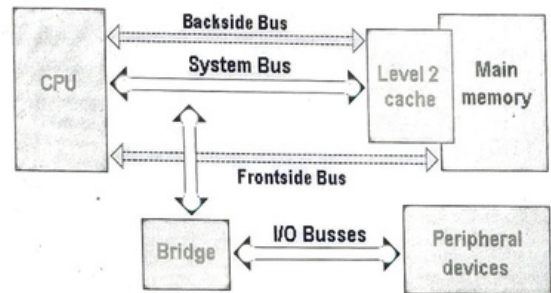 Backside Bus
System Bus
CPU
Level 2
cache
Main
memory
Frontside Bus
I/O Busses
Bridge
Peripheral
devices